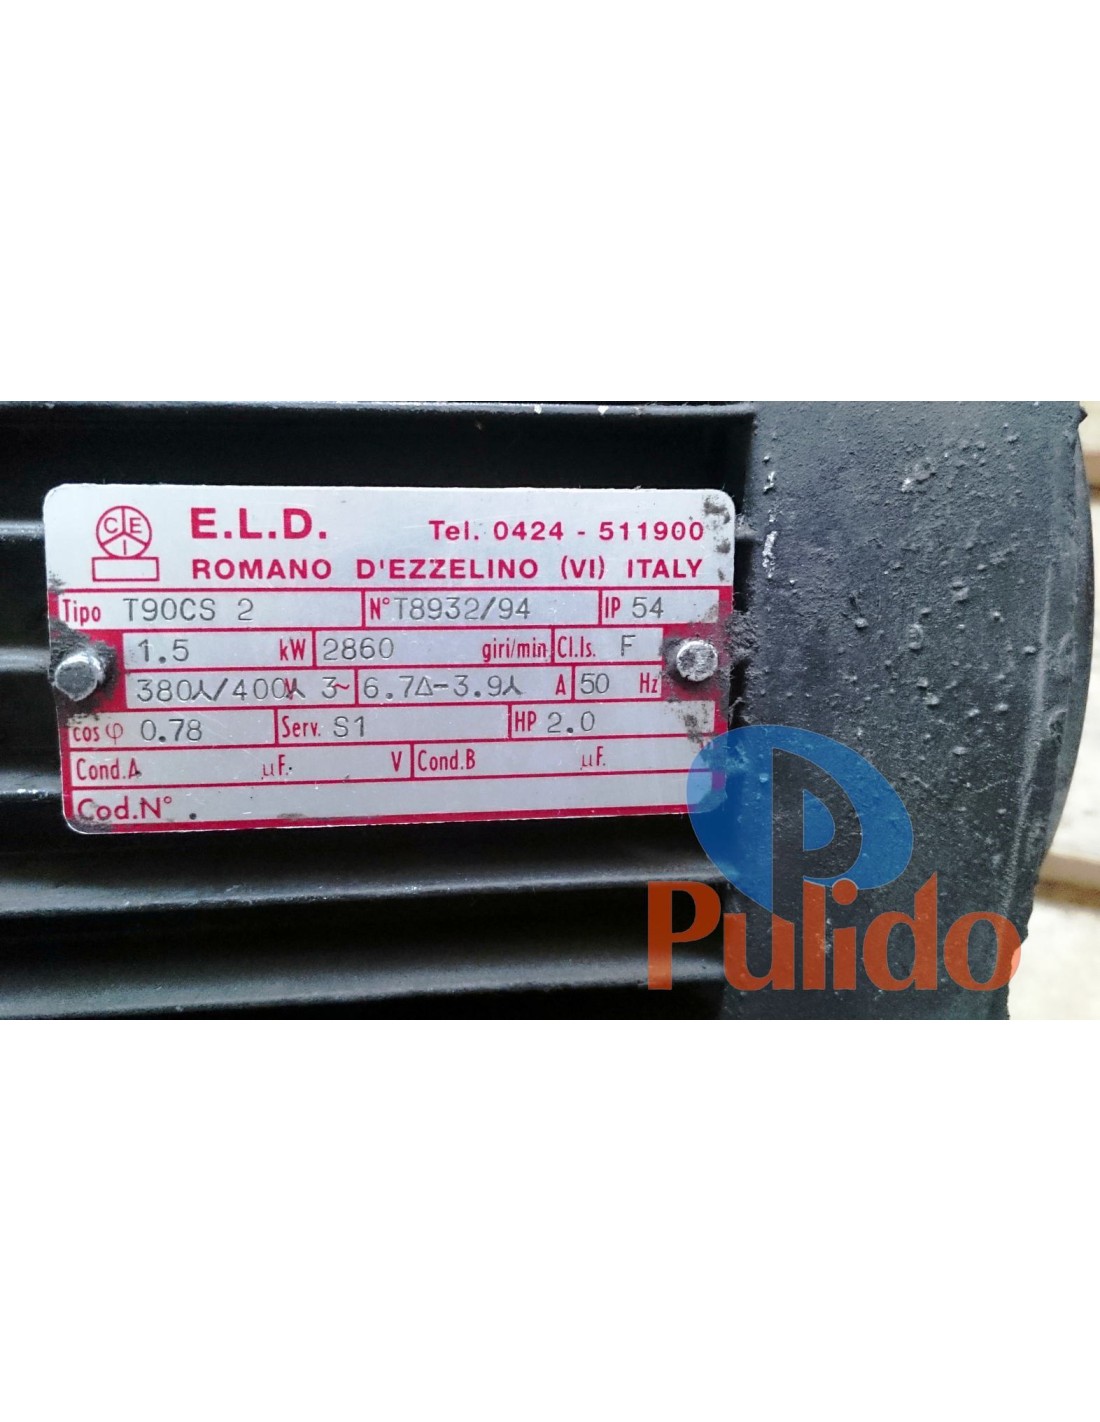 CEI
E.L.D. Tel. 0424 - 511900
ROMANO D'EZZELINO (VI) ITALY
Tipo T90CS 2 N° T8932/94 IP 54
1.5 kW 2860 giri/min Cl.Is. F
380⅄/400⅄ V 3~ 6.7Δ-3.9⅄ A 50 Hz
cos φ 0.78 Serv. S1 HP 2.0
Cond.A µF. V Cond.B µF. V
Cod.N°
P
Pulido